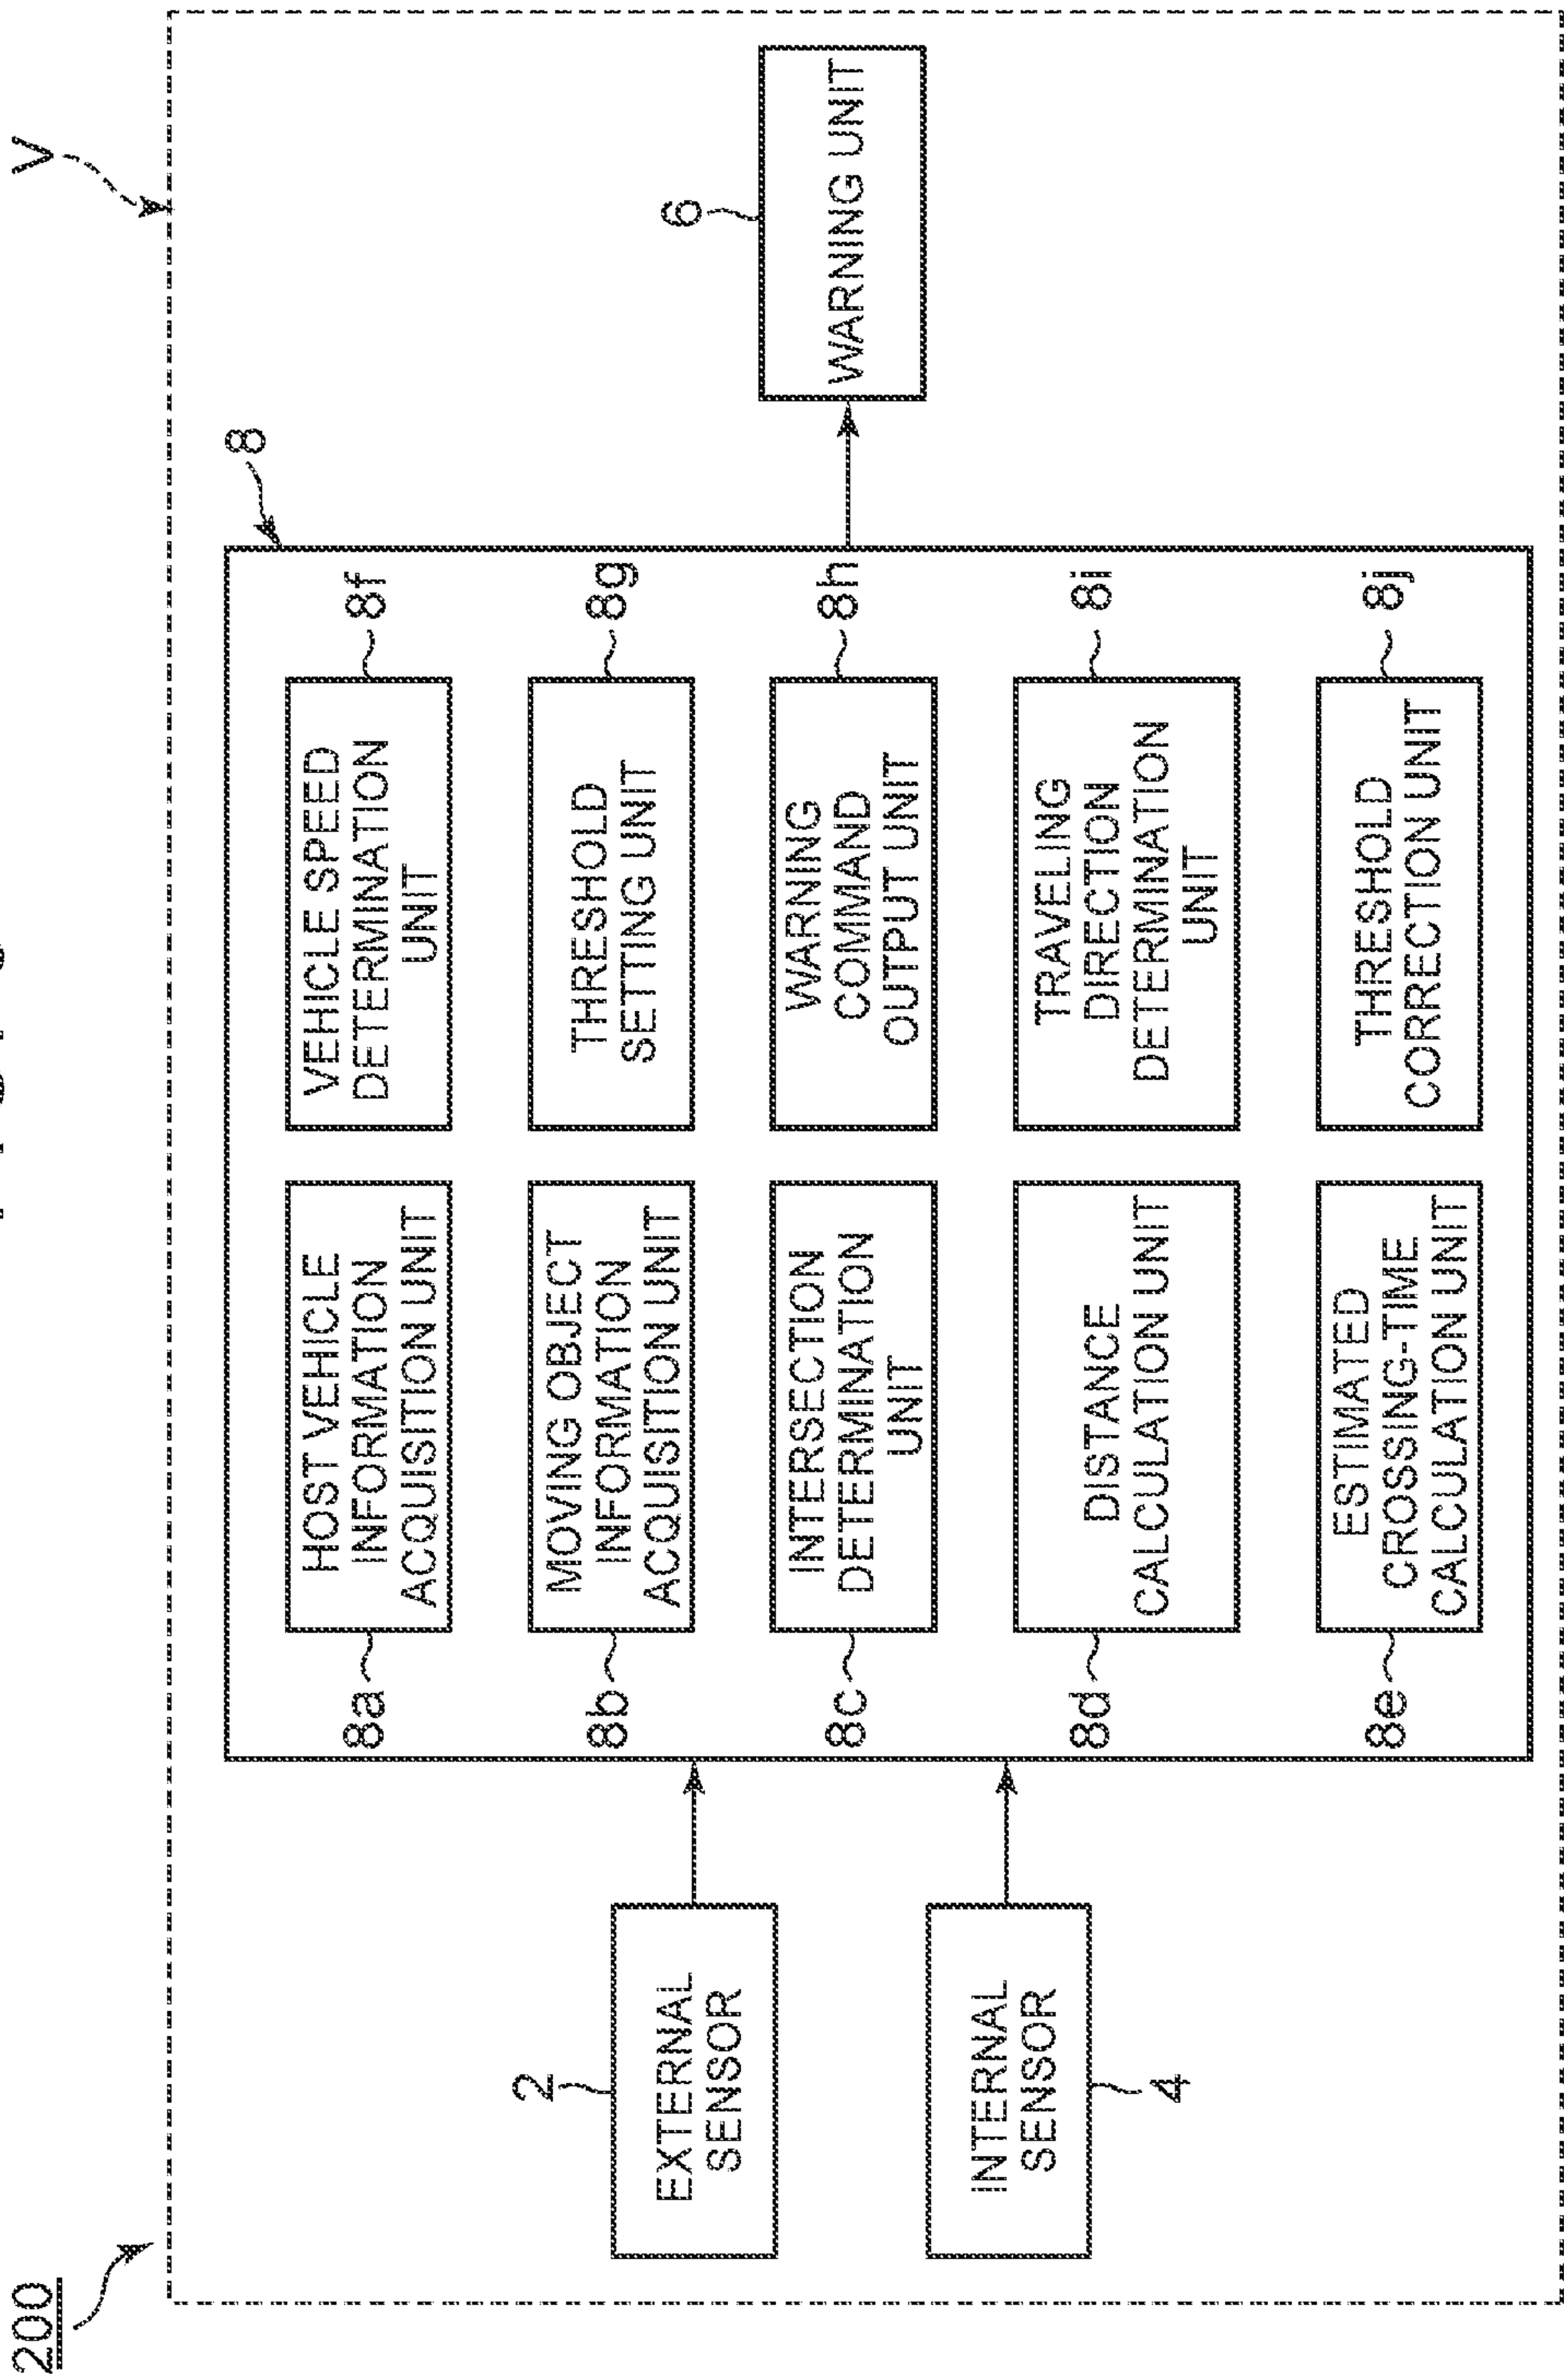 200
V
8
8a
HOST VEHICLE
INFORMATION
ACQUISITION UNIT
VEHICLE SPEED
DETERMINATION
UNIT
8f
8b
MOVING OBJECT
INFORMATION
ACQUISITION UNIT
THRESHOLD
SETTING UNIT
8g
2
EXTERNAL
SENSOR
8c
INTERSECTION
DETERMINATION
UNIT
WARNING
COMMAND
OUTPUT UNIT
8h
6
WARNING UNIT
INTERNAL
SENSOR
4
8d
DISTANCE
CALCULATION UNIT
TRAVELING
DIRECTION
DETERMINATION
UNIT
8i
8e
ESTIMATED
CROSSING-TIME
CALCULATION UNIT
THRESHOLD
CORRECTION UNIT
8j